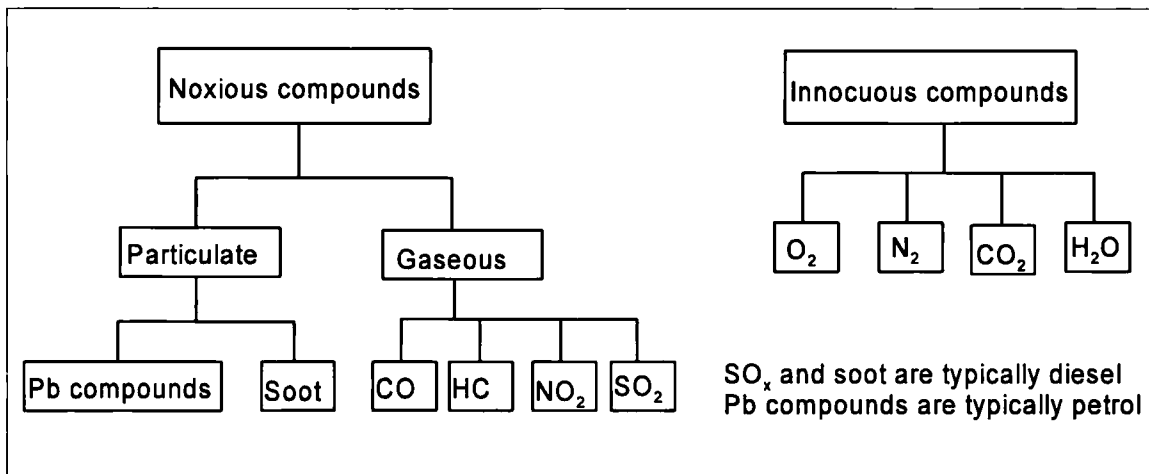 Noxious compounds
Innocuous compounds
Particulate
Gaseous
O₂
N₂
CO₂
H₂O
Pb compounds
Soot
CO
HC
NO₂
SO₂
SOₓ and soot are typically diesel
Pb compounds are typically petrol